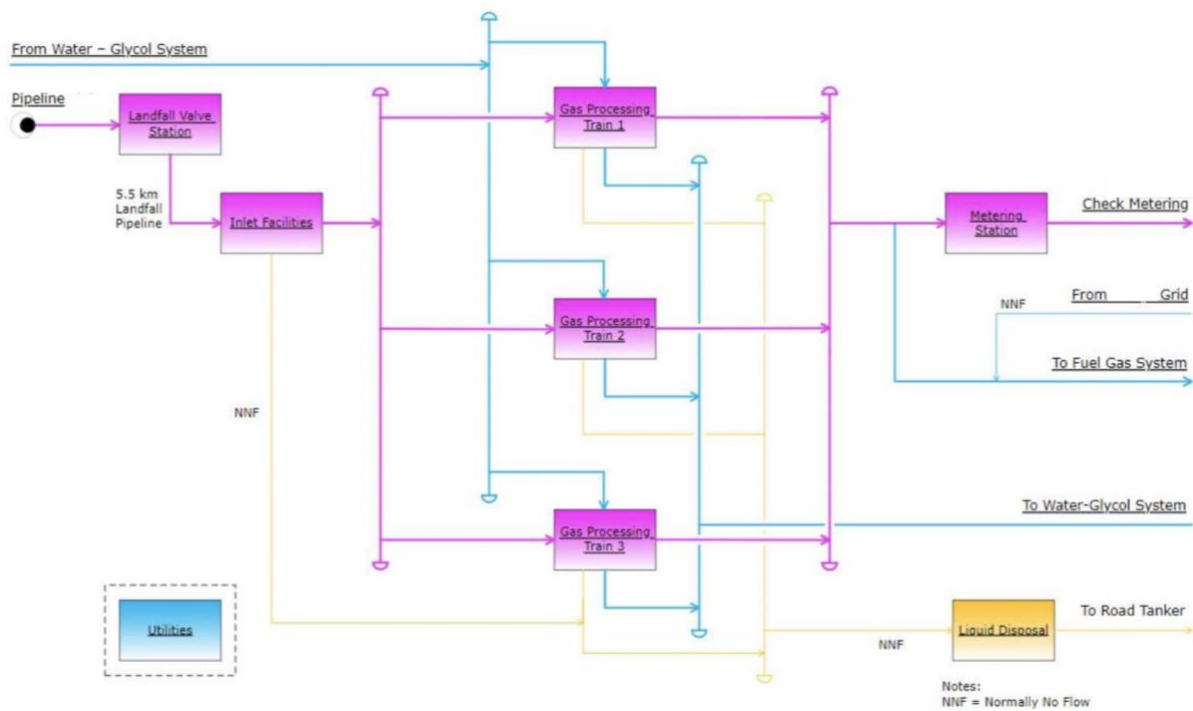 From Water – Glycol System
Pipeline
Landfall Valve
Station
Gas Processing
Train 1
5.5 km
Landfall
Pipeline
Inlet Facilities
Metering
Station
Check Metering
NNF
From Grid
Gas Processing
Train 2
To Fuel Gas System
NNF
To Water-Glycol System
Gas Processing
Train 3
Utilities
Liquid Disposal
To Road Tanker
NNF
Notes:
NNF = Normally No Flow